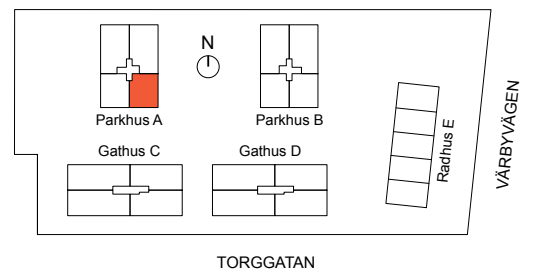 N
Parkhus A
Parkhus B
Gathus C
Gathus D
Radhus E
VÄRBYVÄGEN
TORGGATAN